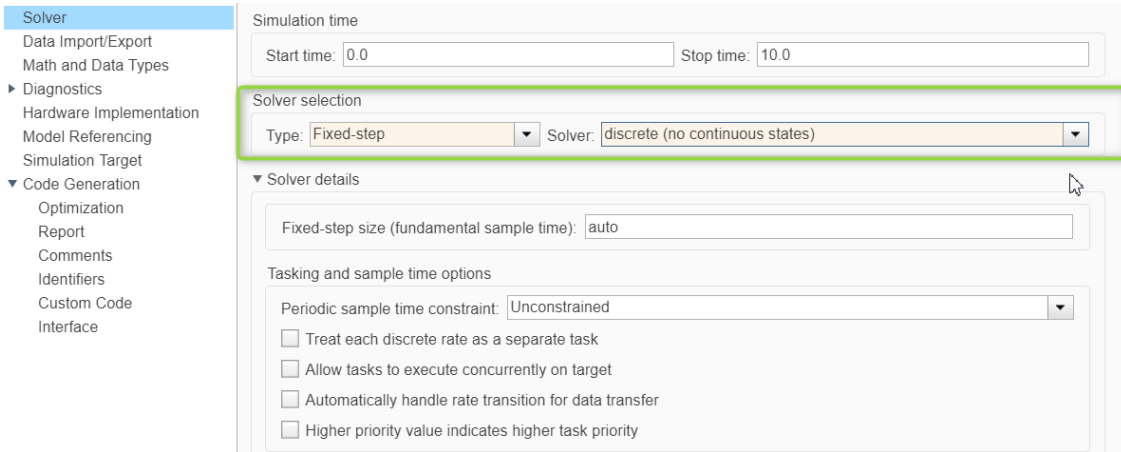 Solver
Data Import/Export
Math and Data Types
Diagnostics
Hardware Implementation
Model Referencing
Simulation Target
Code Generation
Optimization
Report
Comments
Identifiers
Custom Code
Interface
Simulation time
Start time: 0.0 Stop time: 10.0
Solver selection
Type: Fixed-step Solver: discrete (no continuous states)
Solver details
Fixed-step size (fundamental sample time): auto
Tasking and sample time options
Periodic sample time constraint: Unconstrained
Treat each discrete rate as a separate task
Allow tasks to execute concurrently on target
Automatically handle rate transition for data transfer
Higher priority value indicates higher task priority